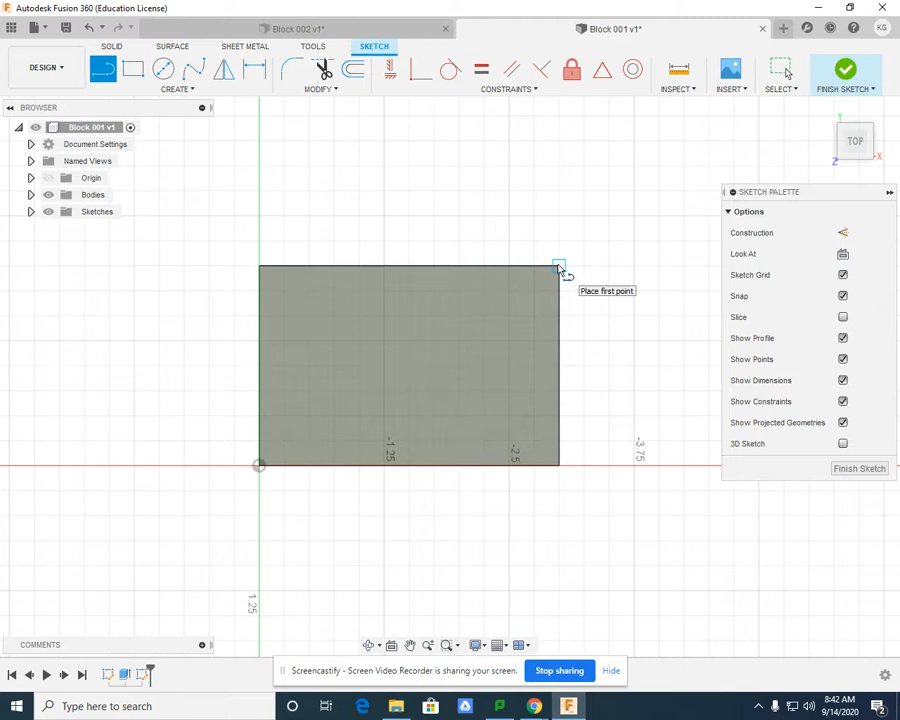 Autodesk Fusion 360 (Education License)
Block 002 v1*
Block 001 v1*
KG
SOLID SURFACE SHEET METAL TOOLS SKETCH
DESIGN
CREATE
MODIFY
CONSTRAINTS
INSPECT
INSERT
SELECT
FINISH SKETCH
BROWSER
Block 001 v1
Document Settings
Named Views
Origin
Bodies
Sketches
Y
TOP
X
Z
SKETCH PALETTE
Options
Construction
Look At
Sketch Grid
Snap
Slice
Show Profile
Show Points
Show Dimensions
Show Constraints
Show Projected Geometries
3D Sketch
Finish Sketch
Place first point
-1.25
-2.5
-3.75
1.25
COMMENTS
Screencastify - Screen Video Recorder is sharing your screen.
Stop sharing
Hide
Type here to search
8:42 AM
9/14/2020
2